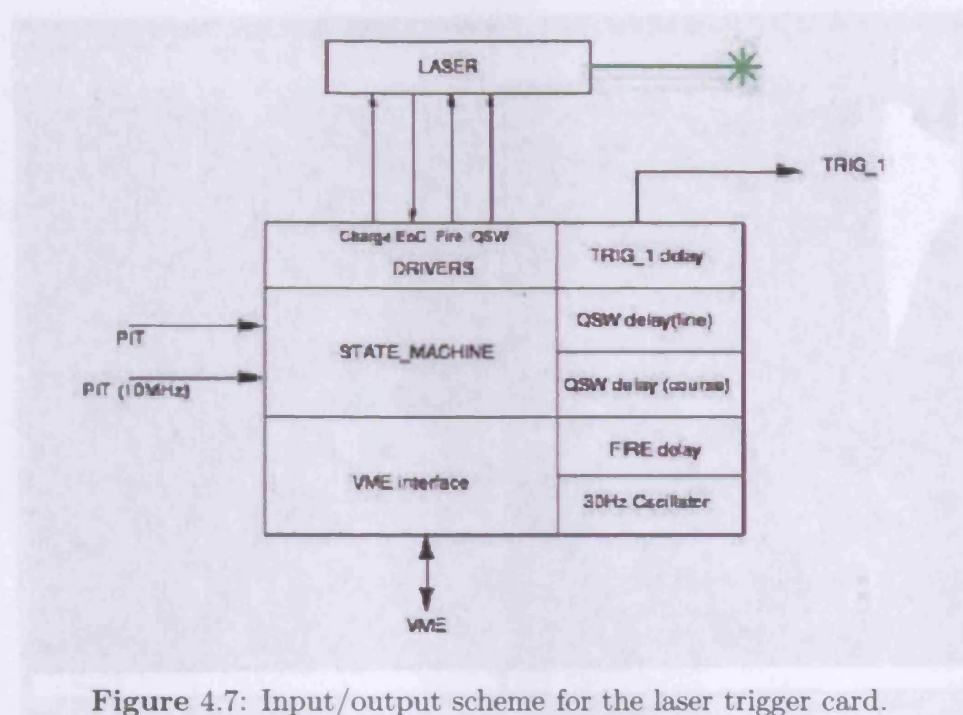 LASER
TRIG_1
Charge EoC Fire QSW
DRIVERS
TRIG_1 delay
PIT
STATE_MACHINE
QSW delay(fine)
PIT (10MHz)
QSW delay (course)
VME interface
FIRE delay
30Hz Oscillator
VME
Figure 4.7: Input/output scheme for the laser trigger card.